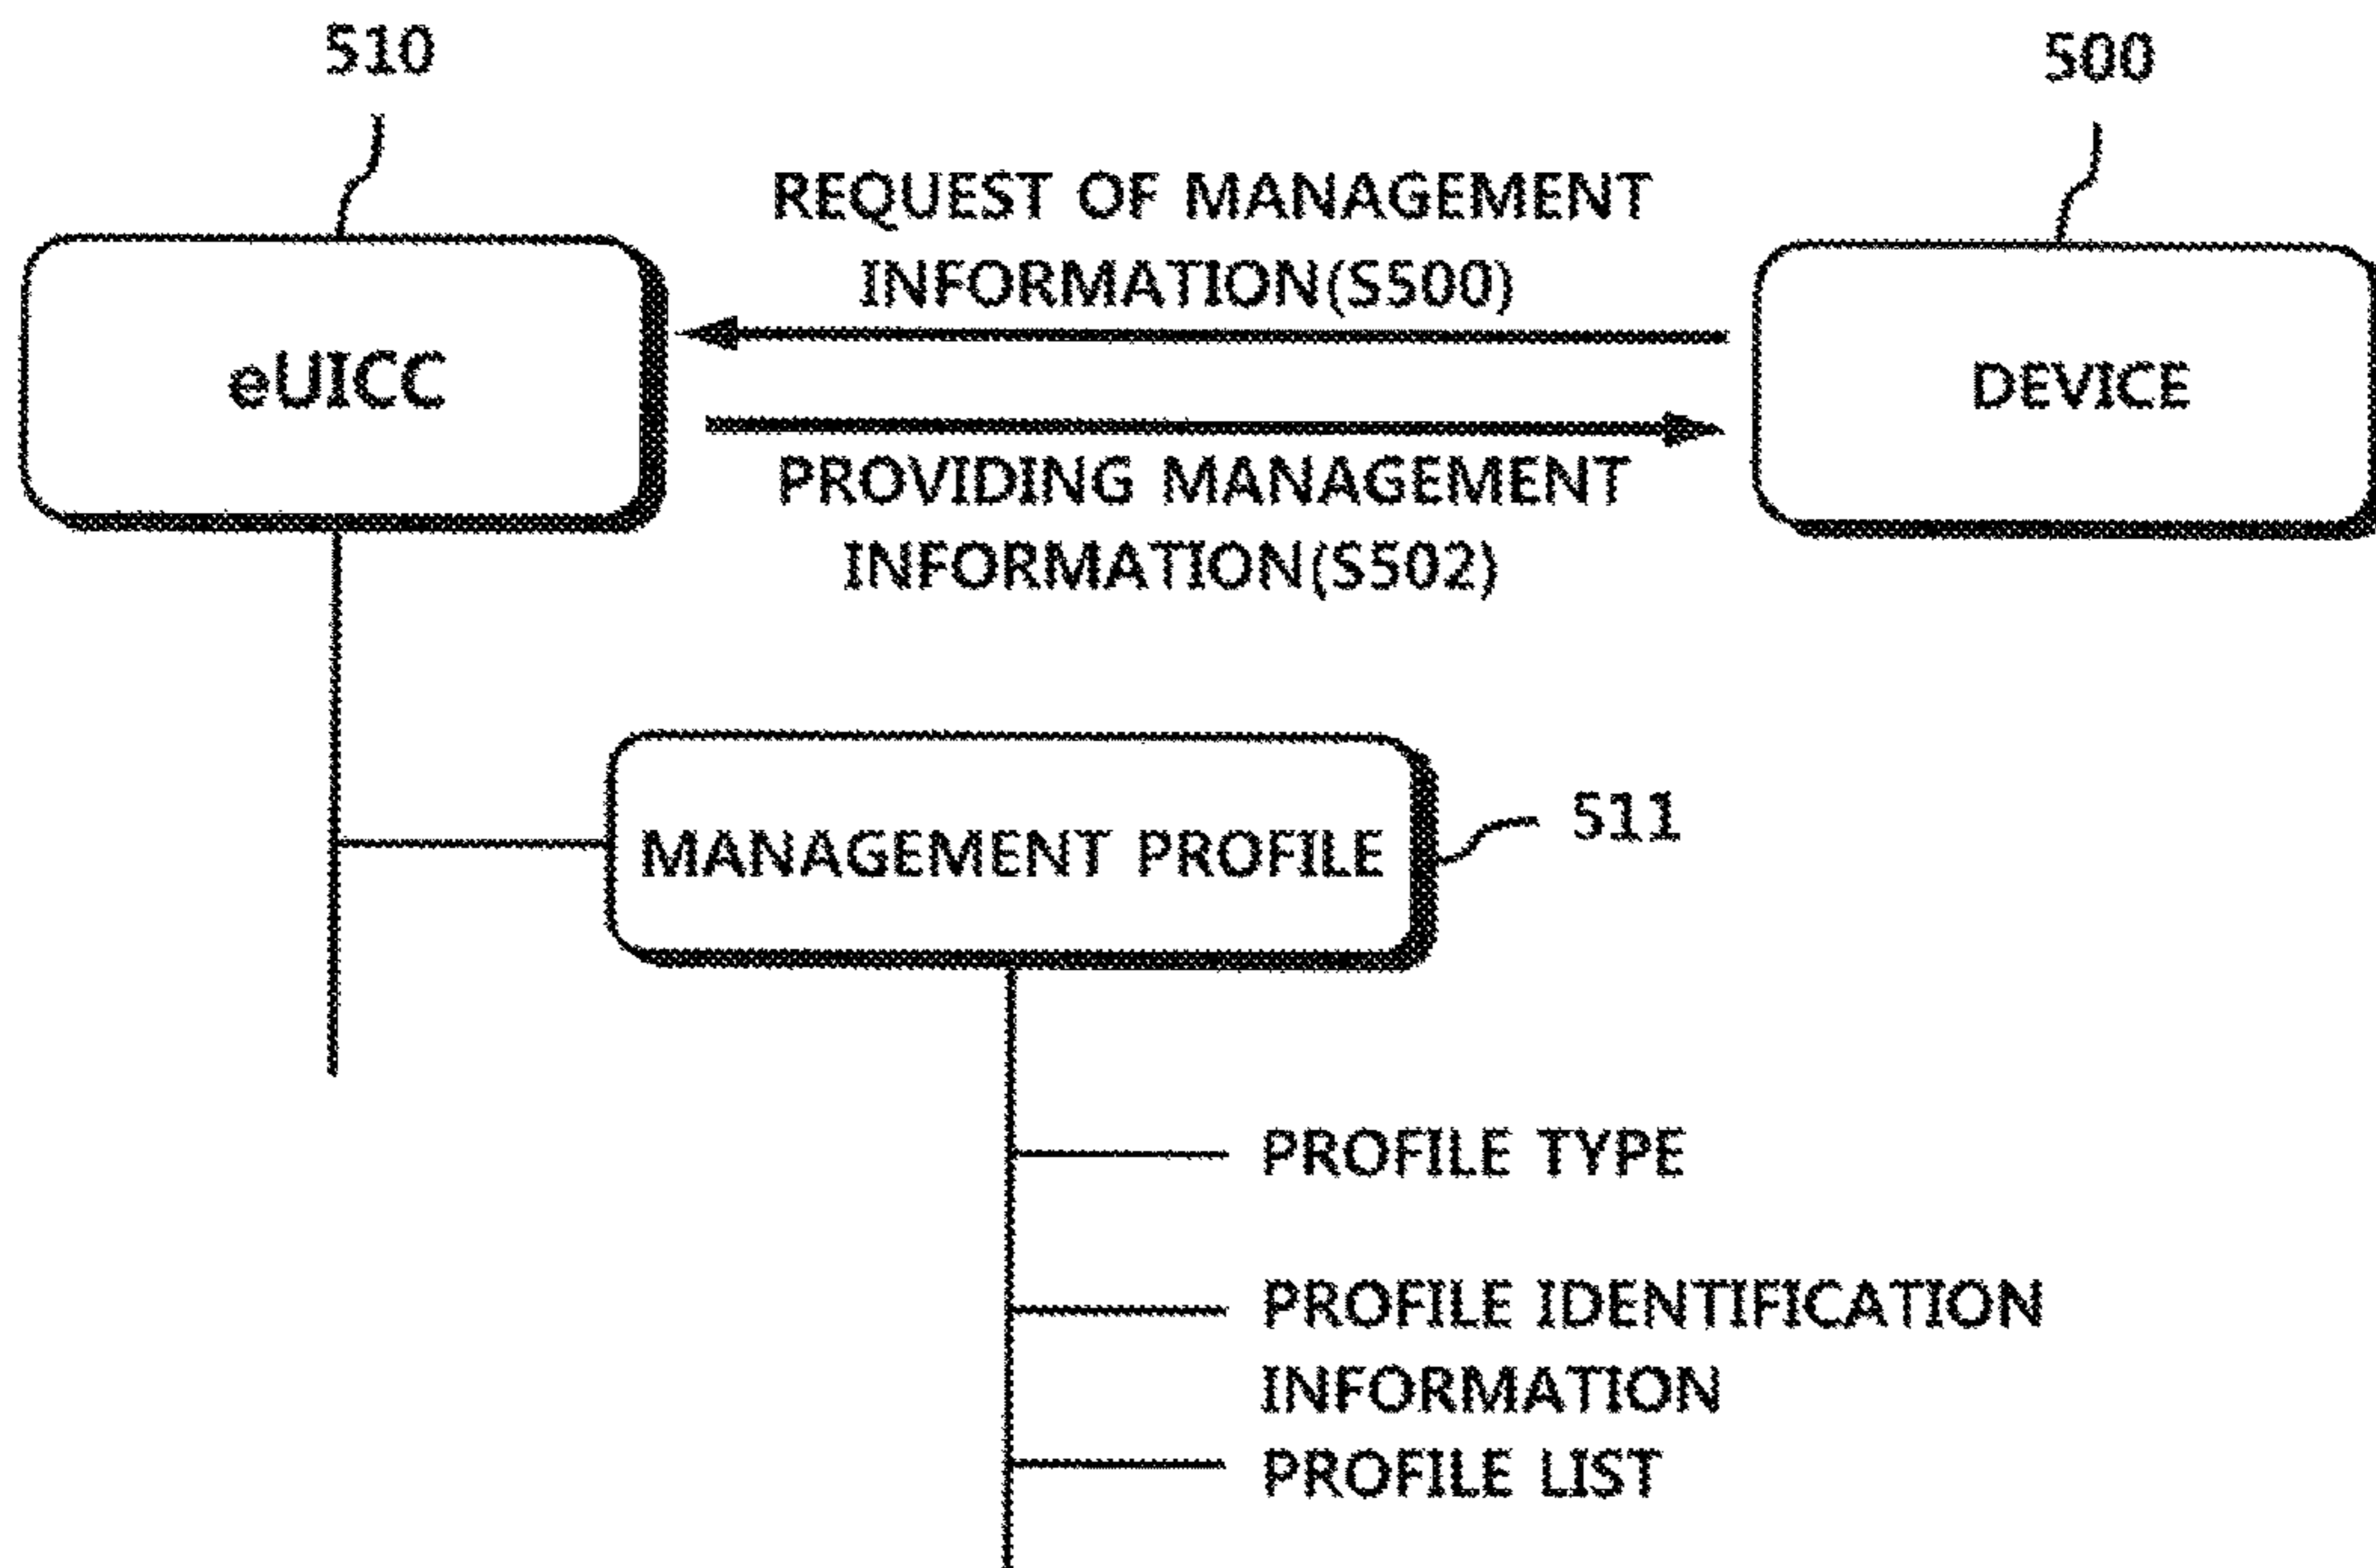 510
500
REQUEST OF MANAGEMENT
INFORMATION(S500)
eUICC
DEVICE
PROVIDING MANAGEMENT
INFORMATION(S502)
MANAGEMENT PROFILE
511
PROFILE TYPE
PROFILE IDENTIFICATION
INFORMATION
PROFILE LIST